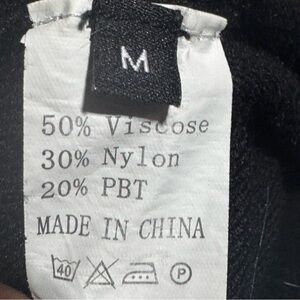 M
50% Viscose
30% Nylon
20% PBT
MADE IN CHINA
40 P